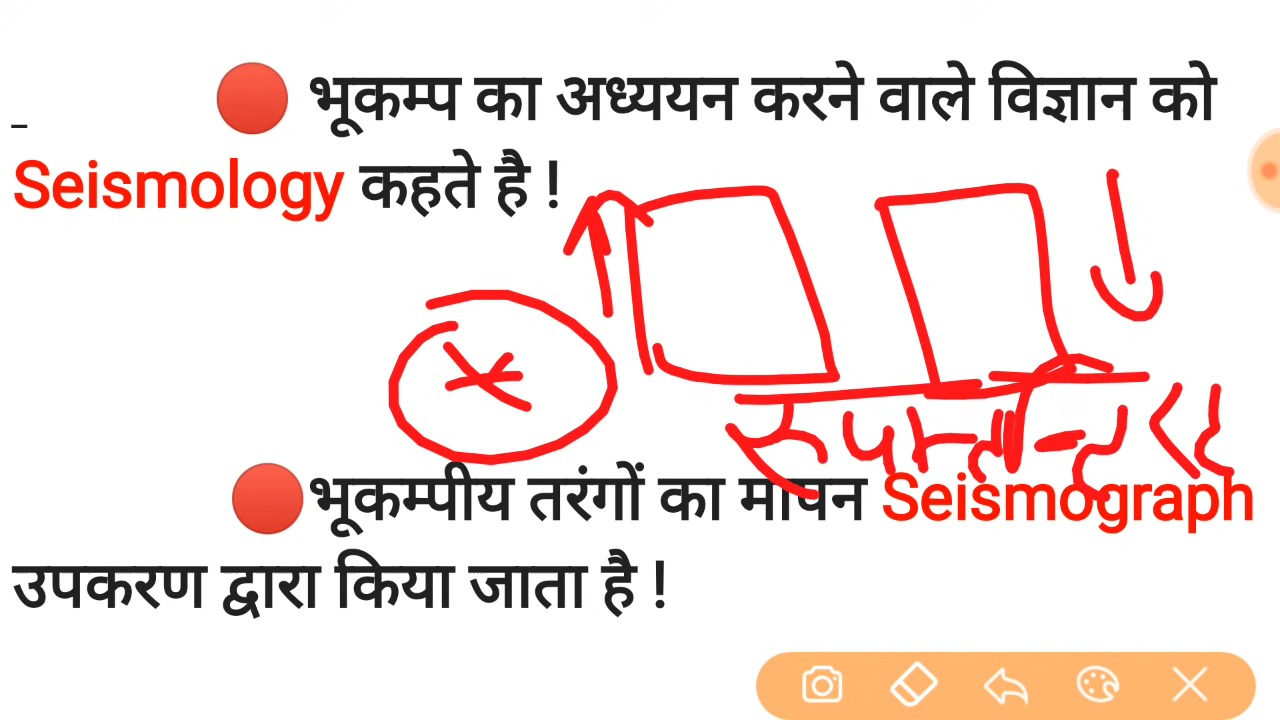 भूकम्प का अध्ययन करने वाले विज्ञान को
Seismology कहते है !
भूकम्पीय तरंगों का मापन Seismograph
उपकरण द्वारा किया जाता है !